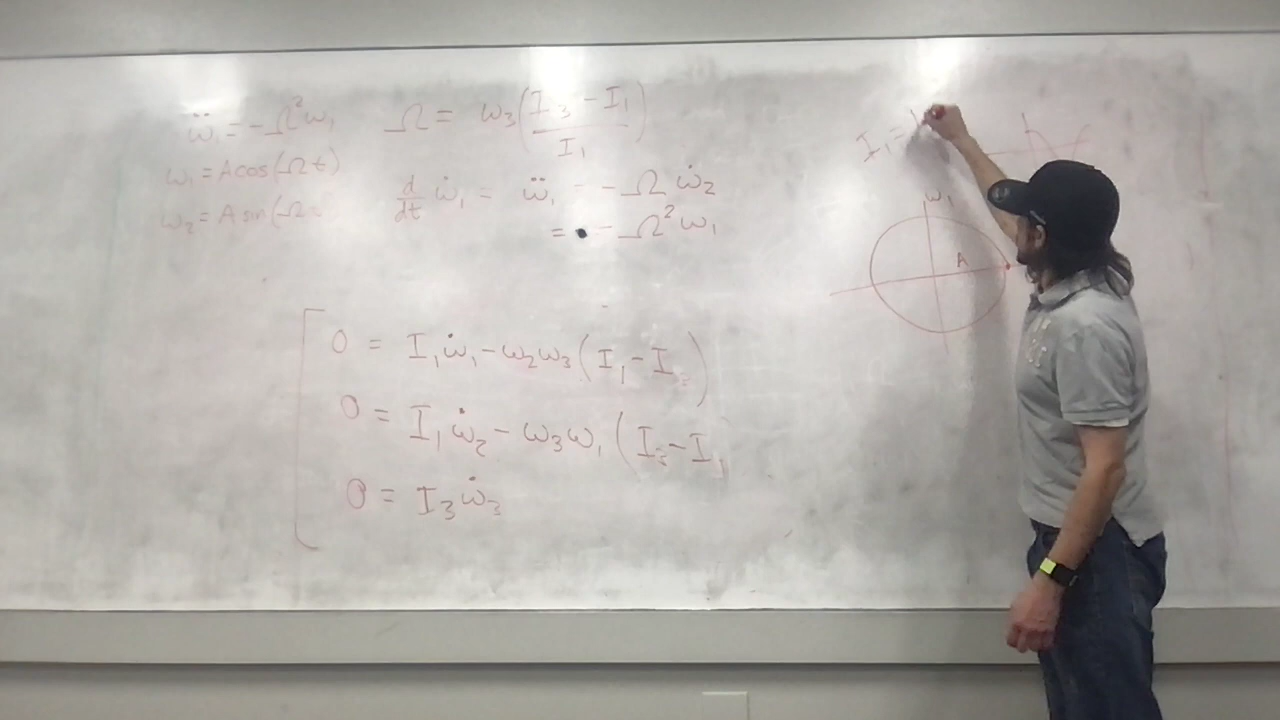 ω̈₁ = -Ω²ω₁
ω₁ = A cos(Ωt)
ω₂ = A sin(Ω
Ω = ω₃(I₃ - I₁ / I₁)
d/dt ω̇₁ = ω̈₁ = -Ω ω̇₂
= -Ω²ω₁
0 = I₁ω̇₁ - ω₂ω₃(I₁ - I₃)
0 = I₁ω̇₂ - ω₃ω₁(I₃ - I₁
0 = I₃ω̇₃
I₁ =
ω₁
A